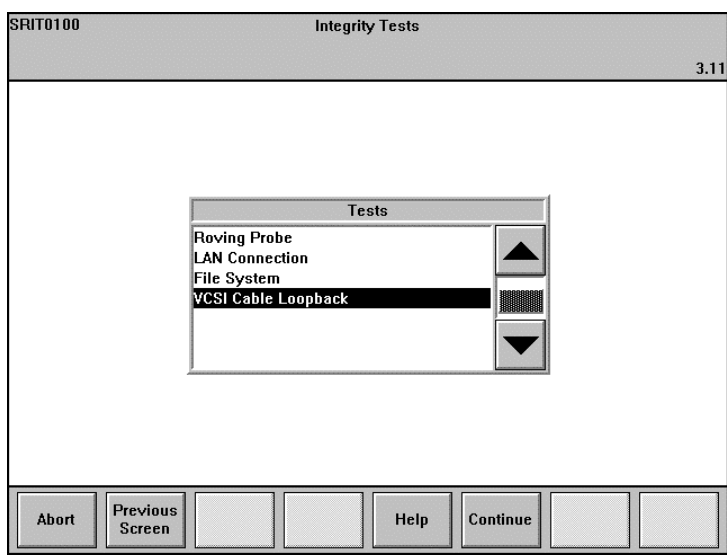 SRIT0100
Integrity Tests
3.11
Tests
Roving Probe
LAN Connection
File System
VCSI Cable Loopback
Abort
Previous
Screen
Help
Continue